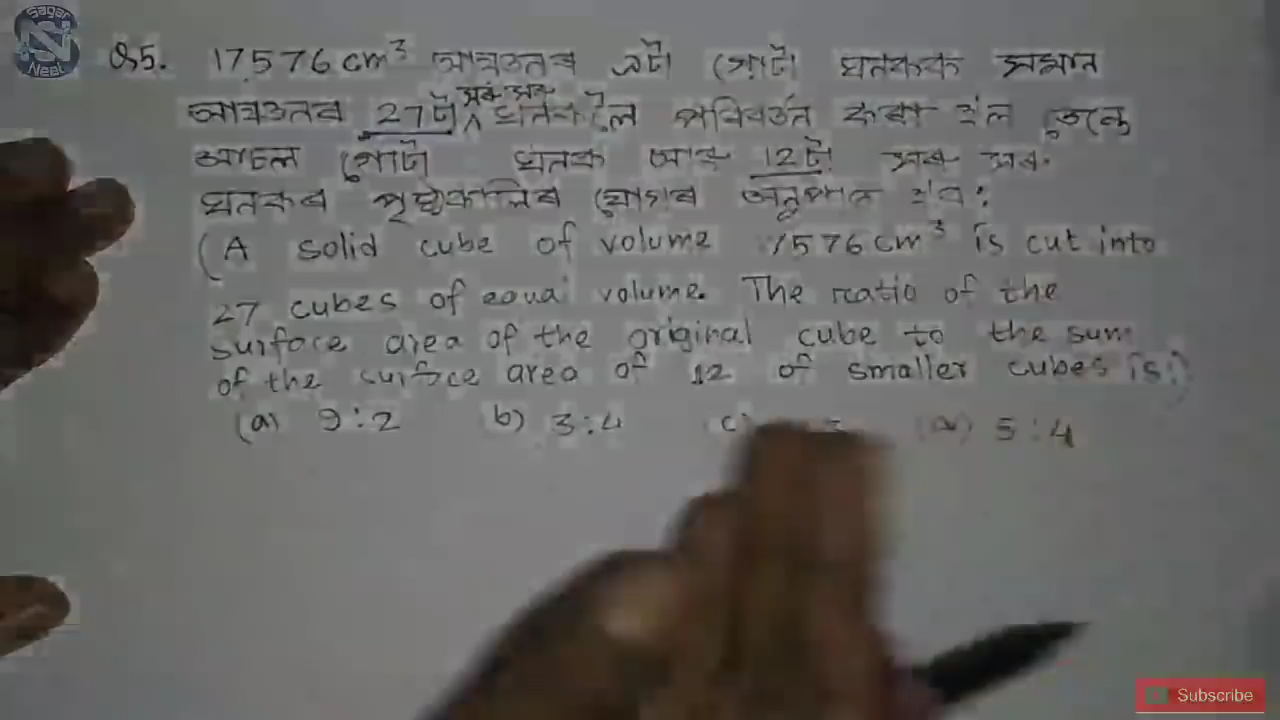 Sagar
Neel
Q5. 17576 cm³ আয়তনৰ এটা গোটা ঘনকক সমান
সৰু সৰু
আয়তনৰ 27টা ^ ঘনকলৈ পৰিবৰ্তন কৰা হ'ল তেন্তে
আচল গোটা ঘনক আৰু 12টা সৰু সৰু
ঘনকৰ পৃষ্ঠকালিৰ যোগৰ অনুপাত হ'ব:
(A solid cube of volume 17576 cm³ is cut into
27 cubes of equal volume. The ratio of the
surface area of the original cube to the sum
of the surface area of 12 of smaller cubes is:)
(a) 9:2 b) 3:4 c) (d) 5:4
Subscribe